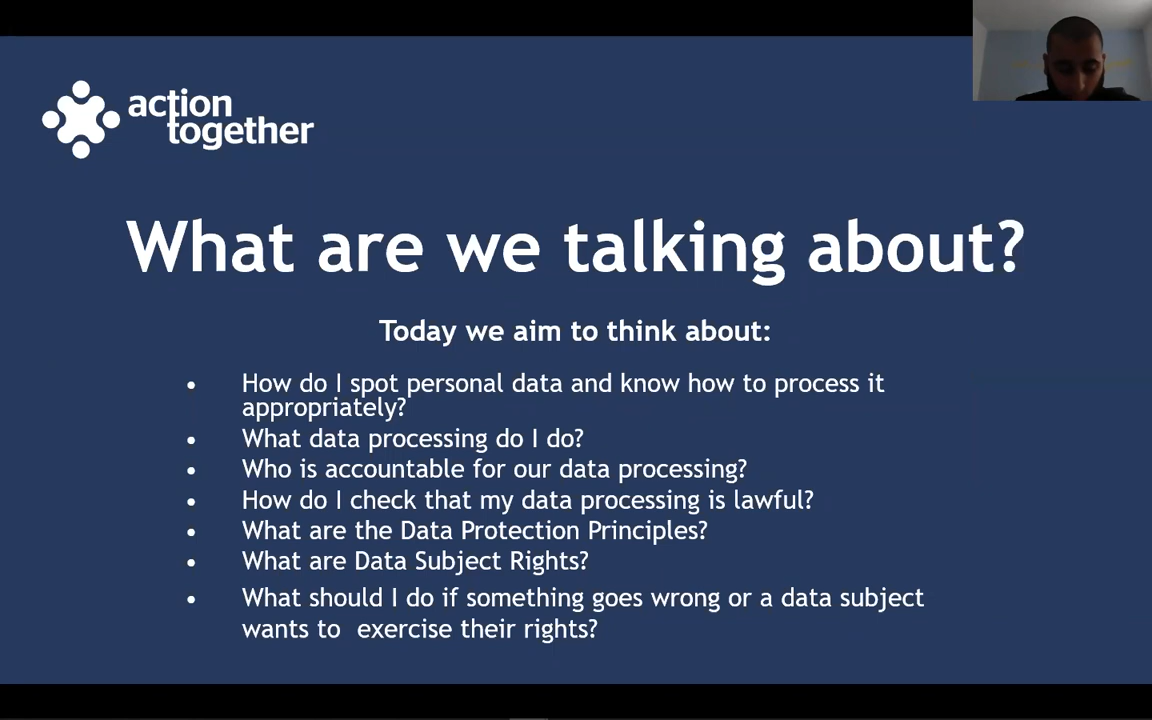 action
together
What are we talking about?
Today we aim to think about:
• How do I spot personal data and know how to process it
appropriately?
• What data processing do I do?
• Who is accountable for our data processing?
• How do I check that my data processing is lawful?
• What are the Data Protection Principles?
• What are Data Subject Rights?
• What should I do if something goes wrong or a data subject
wants to  exercise their rights?